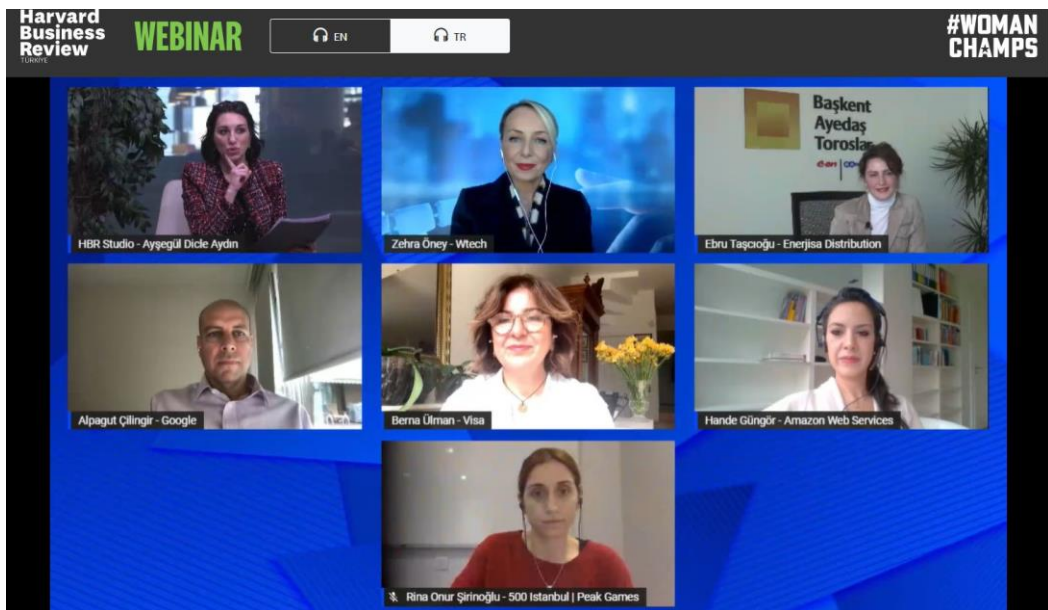 Harvard
Business
Review
TÜRKİYE
WEBINAR
EN
TR
#WOMAN
CHAMPS
Başkent
Ayedaş
Toroslar
e·on
HBR Studio - Ayşegül Dicle Aydın
Zehra Öney - Wtech
Ebru Taşcıoğu - Enerjisa Distribution
Alpagut Çilingir - Google
Berna Ülman - Visa
Hande Güngör - Amazon Web Services
Rina Onur Şirinoğlu - 500 Istanbul | Peak Games